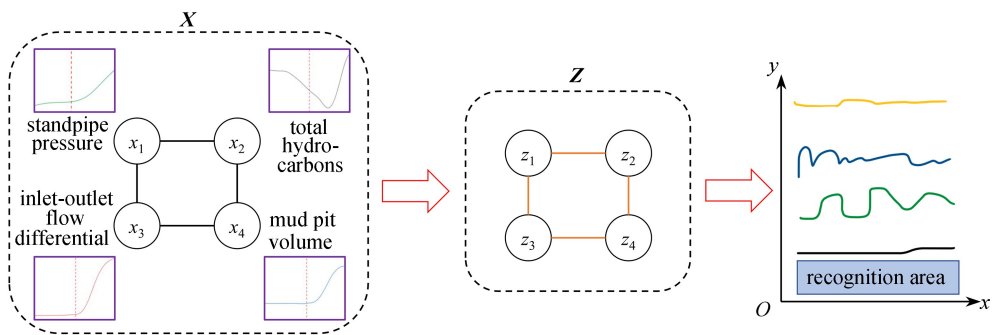 X
standpipe
pressure
total
hydro-
carbons
x1
x2
inlet-outlet
flow
differential
x3
x4
mud pit
volume
Z
z1
z2
z3
z4
y
recognition area
O
x